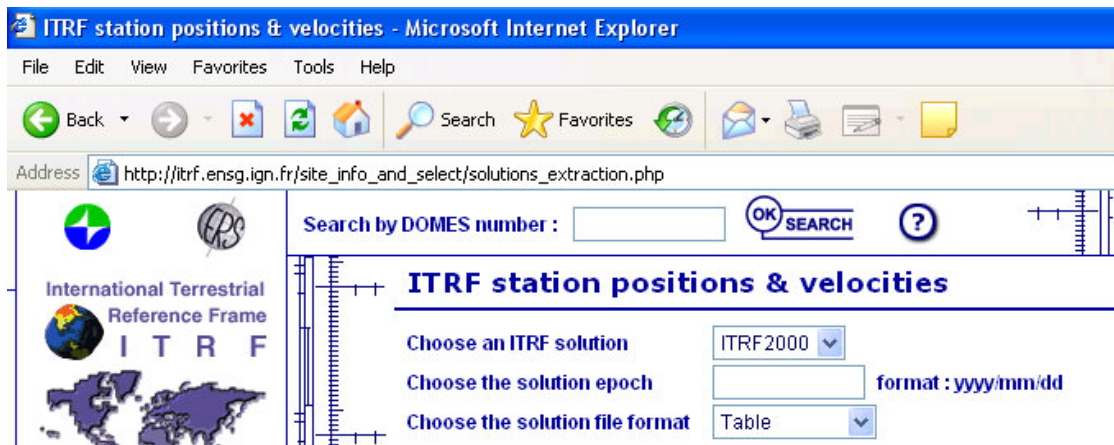 ITRF station positions & velocities - Microsoft Internet Explorer
File Edit View Favorites Tools Help
Back Search Favorites
Address http://itrf.ensg.ign.fr/site_info_and_select/solutions_extraction.php
IERS
Search by DOMES number :
OK SEARCH ?
International Terrestrial
Reference Frame
I T R F
ITRF station positions & velocities
Choose an ITRF solution ITRF2000
Choose the solution epoch format : yyyy/mm/dd
Choose the solution file format Table